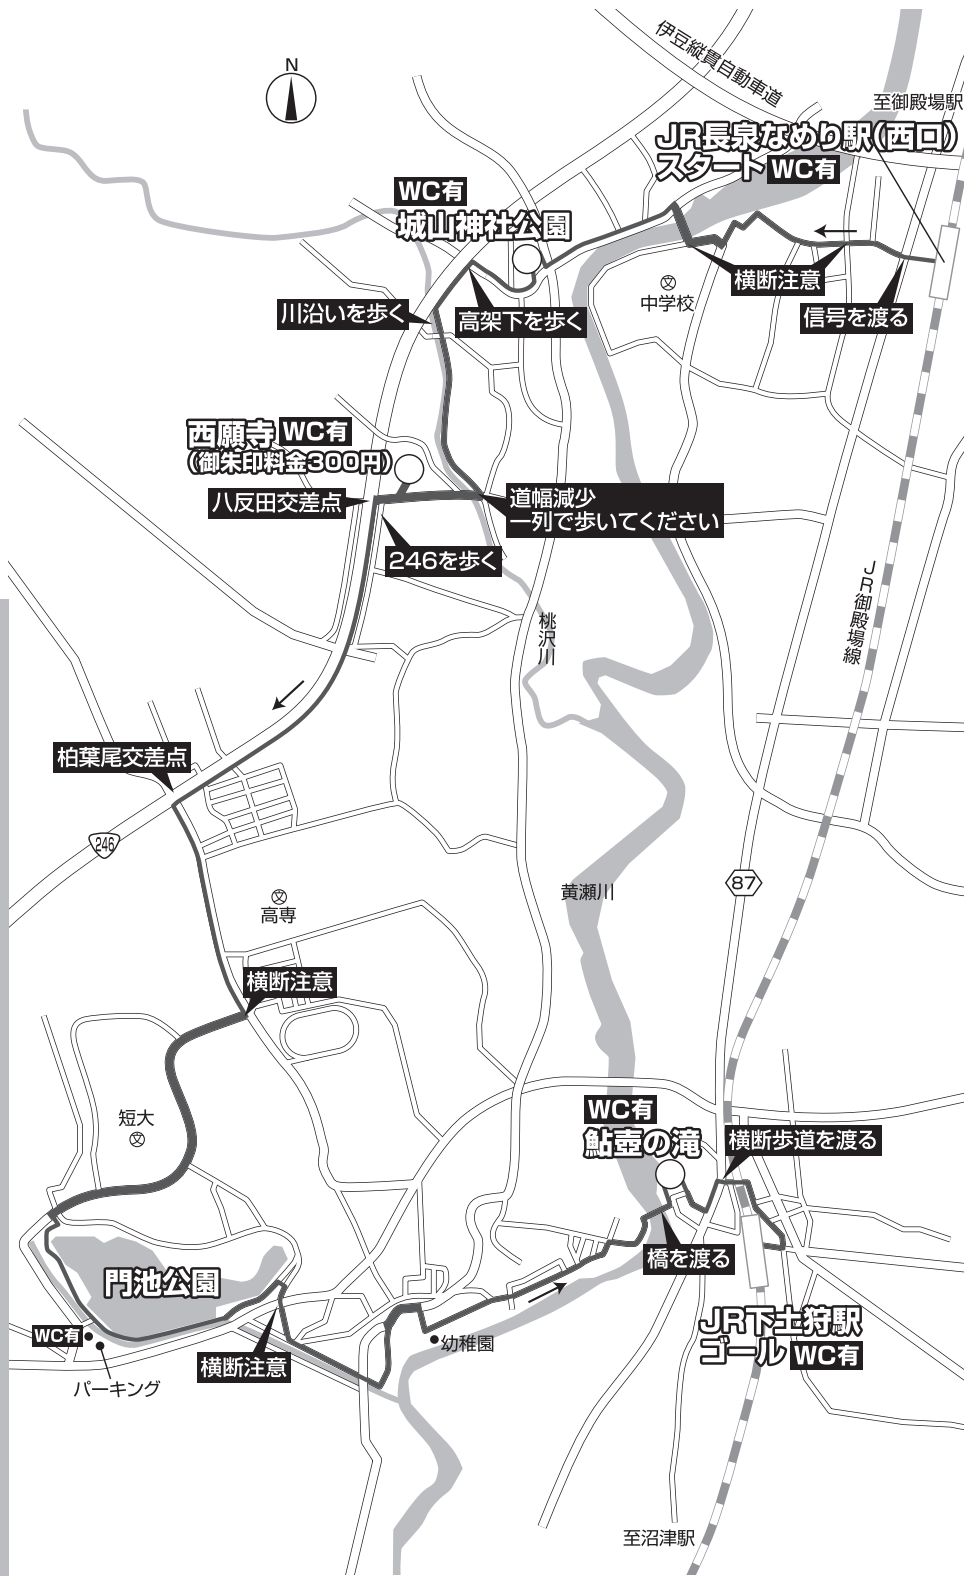 N
伊豆縦貫自動車道
至御殿場駅
JR長泉なめり駅(西口)
スタート WC有
WC有
城山神社公園
横断注意
中学校
川沿いを歩く
高架下を歩く
信号を渡る
西願寺 WC有
(御朱印料金300円)
八反田交差点
道幅減少
一列で歩いてください
246を歩く
JR御殿場線
桃沢川
柏葉尾交差点
246
87
黄瀬川
文
高専
横断注意
WC有
鮎壺の滝
短大
文
横断歩道を渡る
橋を渡る
門池公園
WC有
パーキング
横断注意
幼稚園
JR下土狩駅
ゴール WC有
至沼津駅